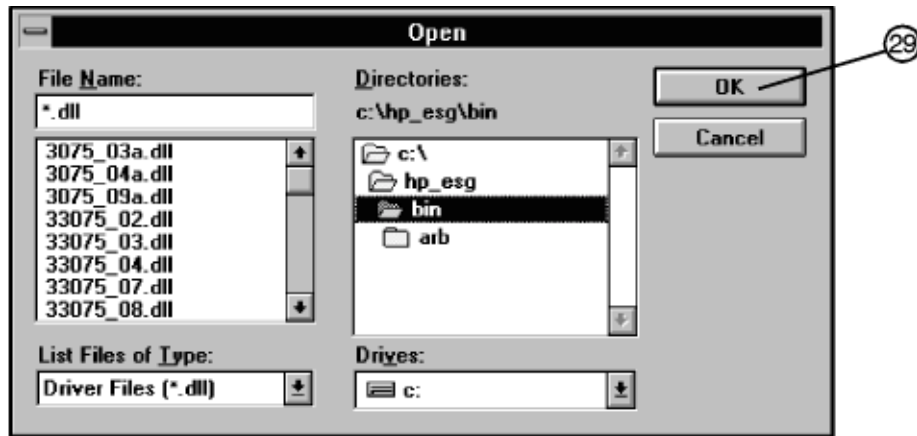 Open
29
File Name:
*.dll
3075_03a.dll
3075_04a.dll
3075_09a.dll
33075_02.dll
33075_03.dll
33075_04.dll
33075_07.dll
33075_08.dll
List Files of Type:
Driver Files (*.dll)
Directories:
c:\hp_esg\bin
c:\
hp_esg
bin
arb
Drives:
c:
OK
Cancel